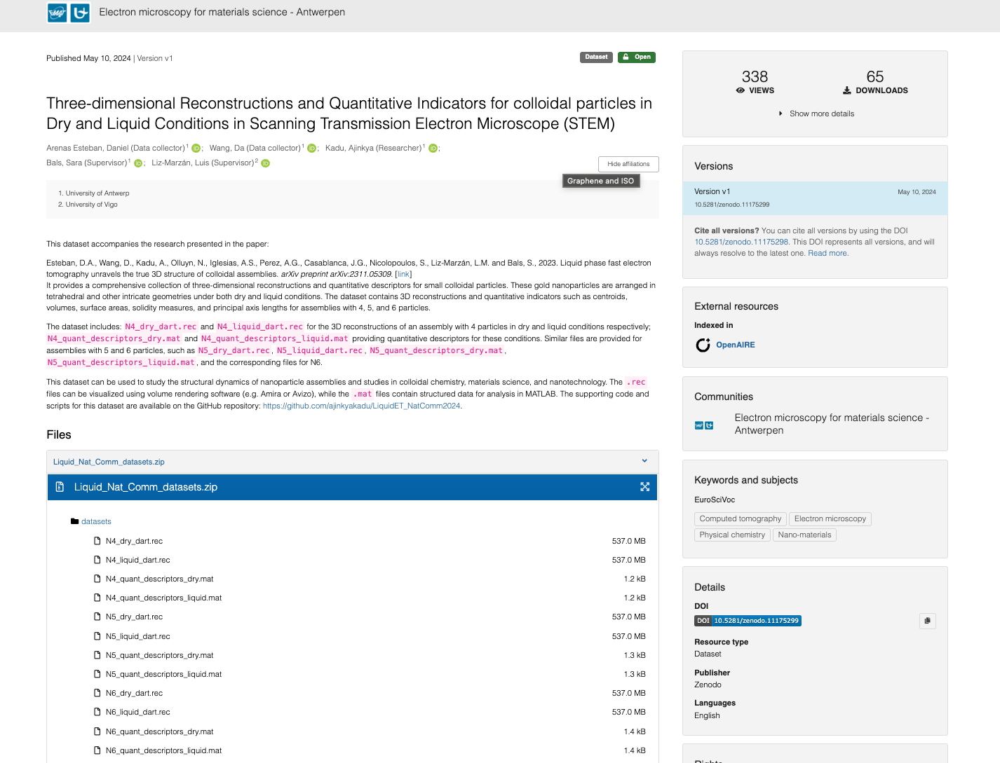 Electron microscopy for materials science - Antwerpen
Published May 10, 2024 | Version v1
Dataset
Open
Three-dimensional Reconstructions and Quantitative Indicators for colloidal particles in
Dry and Liquid Conditions in Scanning Transmission Electron Microscope (STEM)
Arenas Esteban, Daniel (Data collector)1 iD; Wang, Da (Data collector)1 iD; Kadu, Ajinkya (Researcher)1 iD;
Bals, Sara (Supervisor)1 iD; Liz-Marzán, Luis (Supervisor)2 iD
Hide affiliations
Graphene and ISO
1. University of Antwerp
2. University of Vigo
This dataset accompanies the research presented in the paper:
Esteban, D.A., Wang, D., Kadu, A., Olluyn, N., Iglesias, A.S., Perez, A.G., Casablanca, J.G., Nicolopoulos, S., Liz-Marzán, L.M. and Bals, S., 2023. Liquid phase fast electron
tomography unravels the true 3D structure of colloidal assemblies. arXiv preprint arXiv:2311.05309. [link]
It provides a comprehensive collection of three-dimensional reconstructions and quantitative descriptors for small colloidal particles. These gold nanoparticles are arranged in
tetrahedral and other intricate geometries under both dry and liquid conditions. The dataset contains 3D reconstructions and quantitative indicators such as centroids,
volumes, surface areas, solidity measures, and principal axis lengths for assemblies with 4, 5, and 6 particles.
The dataset includes: N4_dry_dart.rec and N4_liquid_dart.rec for the 3D reconstructions of an assembly with 4 particles in dry and liquid conditions respectively;
N4_quant_descriptors_dry.mat and N4_quant_descriptors_liquid.mat providing quantitative descriptors for these conditions. Similar files are provided for
assemblies with 5 and 6 particles, such as N5_dry_dart.rec, N5_liquid_dart.rec, N5_quant_descriptors_dry.mat,
N5_quant_descriptors_liquid.mat, and the corresponding files for N6.
This dataset can be used to study the structural dynamics of nanoparticle assemblies and studies in colloidal chemistry, materials science, and nanotechnology. The .rec
files can be visualized using volume rendering software (e.g. Amira or Avizo), while the .mat files contain structured data for analysis in MATLAB. The supporting code and
scripts for this dataset are available on the GitHub repository: https://github.com/ajinkyakadu/LiquidET_NatComm2024.
Files
Liquid_Nat_Comm_datasets.zip
Liquid_Nat_Comm_datasets.zip
datasets
N4_dry_dart.rec 537.0 MB
N4_liquid_dart.rec 537.0 MB
N4_quant_descriptors_dry.mat 1.2 kB
N4_quant_descriptors_liquid.mat 1.2 kB
N5_dry_dart.rec 537.0 MB
N5_liquid_dart.rec 537.0 MB
N5_quant_descriptors_dry.mat 1.3 kB
N5_quant_descriptors_liquid.mat 1.3 kB
N6_dry_dart.rec 537.0 MB
N6_liquid_dart.rec 537.0 MB
N6_quant_descriptors_dry.mat 1.4 kB
N6_quant_descriptors_liquid.mat 1.4 kB
338 65
VIEWS DOWNLOADS
Show more details
Versions
Version v1 May 10, 2024
10.5281/zenodo.11175299
Cite all versions? You can cite all versions by using the DOI
10.5281/zenodo.11175298. This DOI represents all versions, and will
always resolve to the latest one. Read more.
External resources
Indexed in
OpenAIRE
Communities
Electron microscopy for materials science -
Antwerpen
Keywords and subjects
EuroSciVoc
Computed tomography Electron microscopy
Physical chemistry Nano-materials
Details
DOI
DOI 10.5281/zenodo.11175299
Resource type
Dataset
Publisher
Zenodo
Languages
English